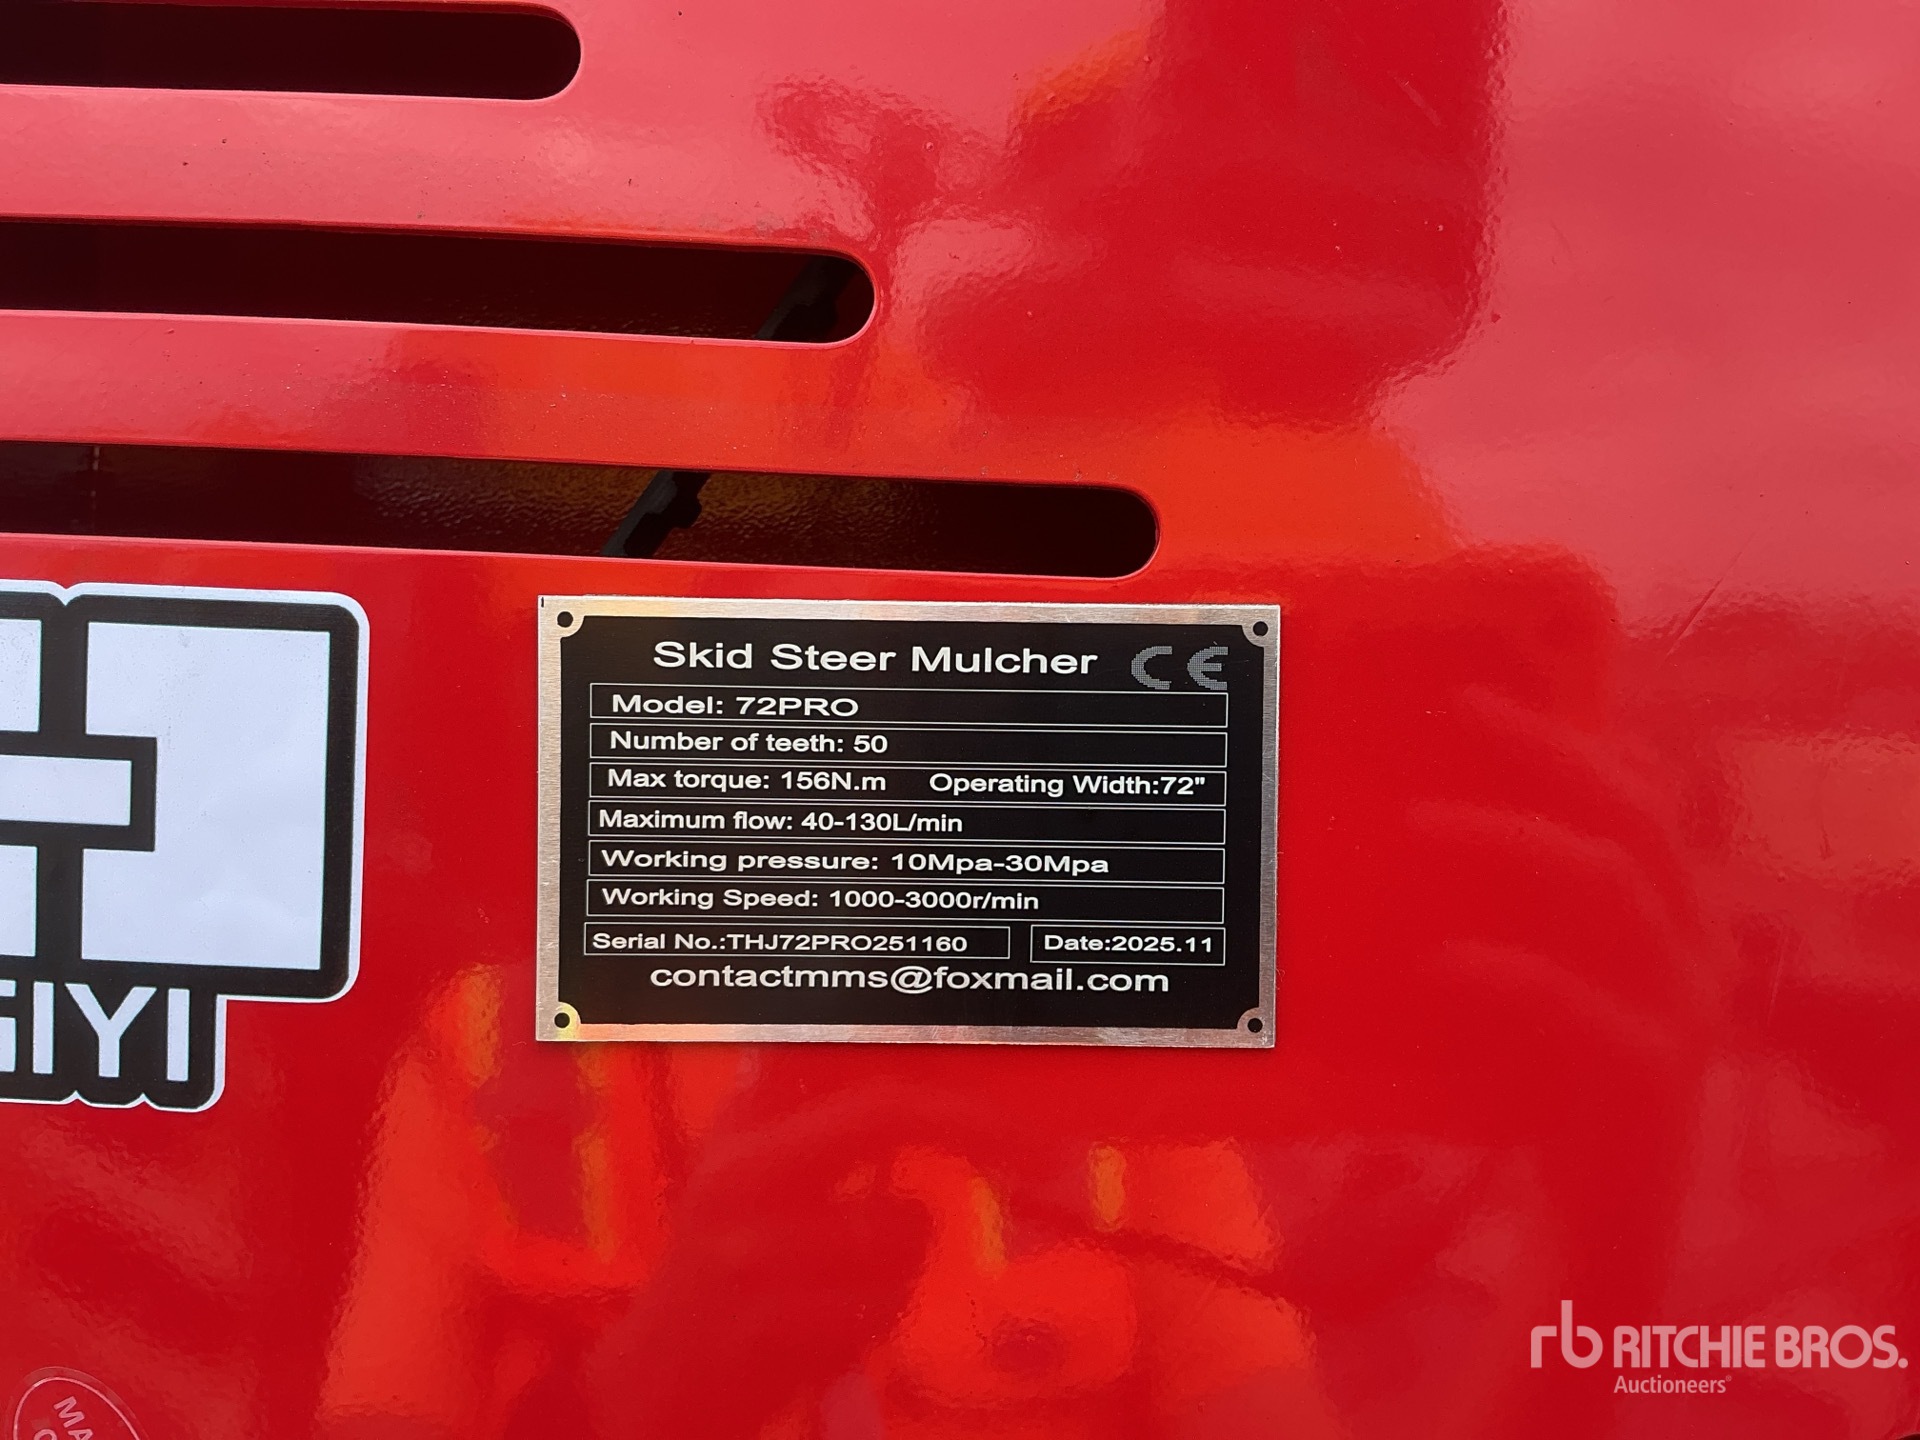 Skid Steer Mulcher CE
Model: 72PRO
Number of teeth: 50
Max torque: 156N.m Operating Width:72"
Maximum flow: 40-130L/min
Working pressure: 10Mpa-30Mpa
Working Speed: 1000-3000r/min
Serial No.:THJ72PRO251160 Date:2025.11
contactmms@foxmail.com
GIYI
rb RITCHIE BROS.
Auctioneers